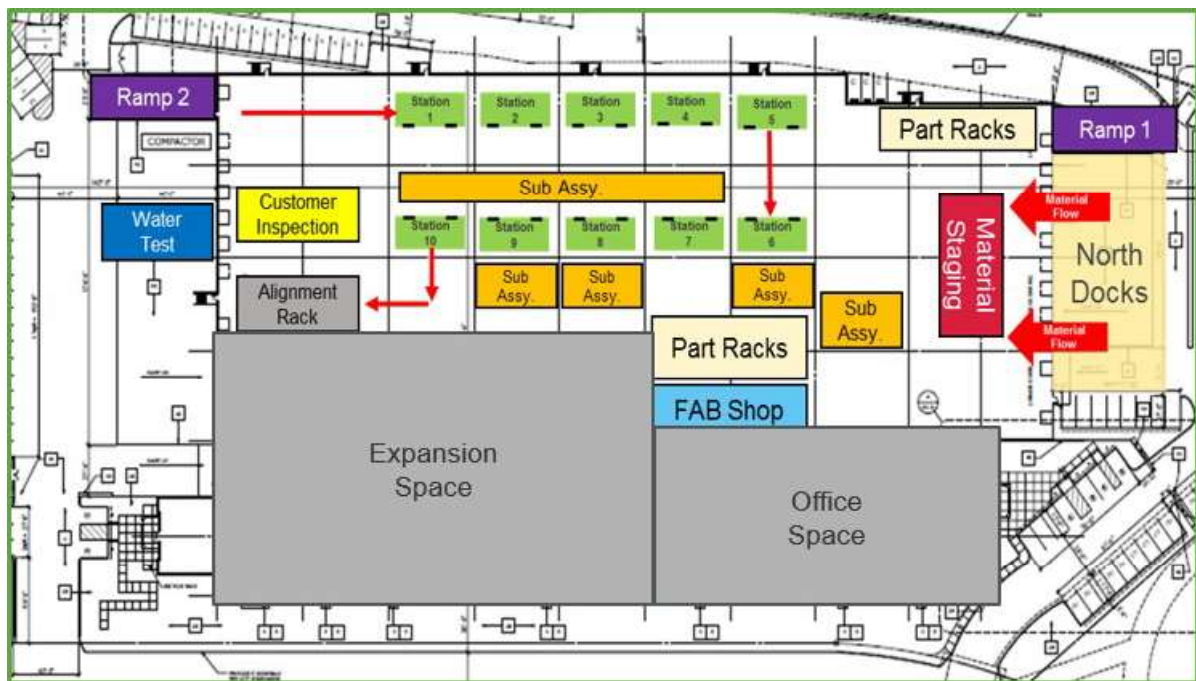 Ramp 2
Station
1
Station
2
Station
3
Station
4
Station
5
Part Racks
Ramp 1
COMPACTOR
Sub Assy.
Customer
Inspection
Water
Test
Station
10
Station
9
Station
8
Station
7
Station
6
Material
Staging
Material
Flow
North
Docks
Alignment
Rack
Sub
Assy.
Sub
Assy.
Sub
Assy.
Sub
Assy.
Material
Flow
Part Racks
FAB Shop
Expansion
Space
Office
Space